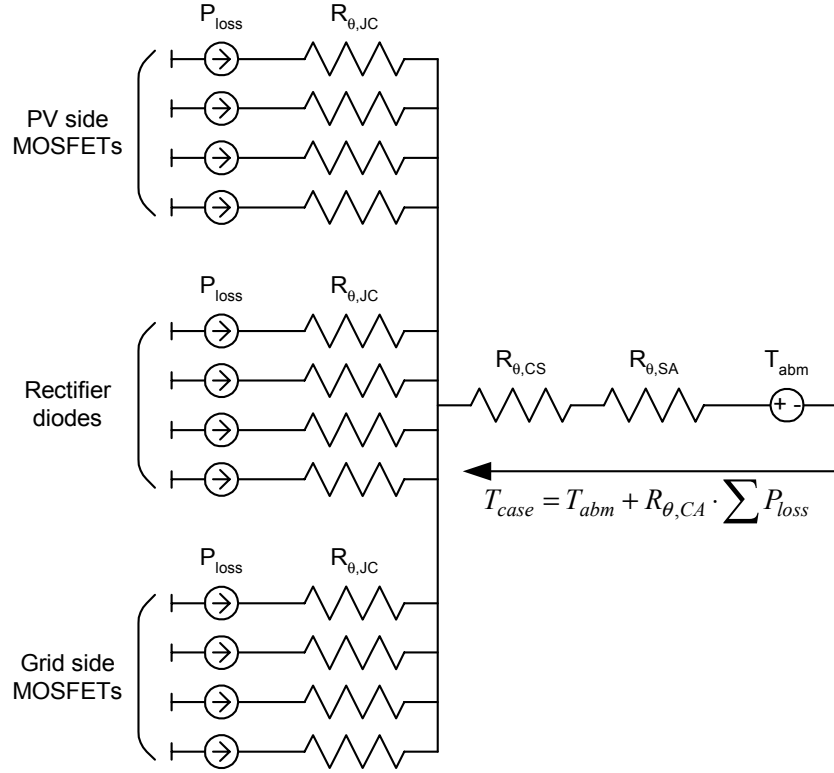 P_loss R_θ,JC
PV side
MOSFETs
P_loss R_θ,JC
Rectifier
diodes
R_θ,CS R_θ,SA T_abm
+ -
T_case = T_abm + R_θ,CA · ∑ P_loss
P_loss R_θ,JC
Grid side
MOSFETs